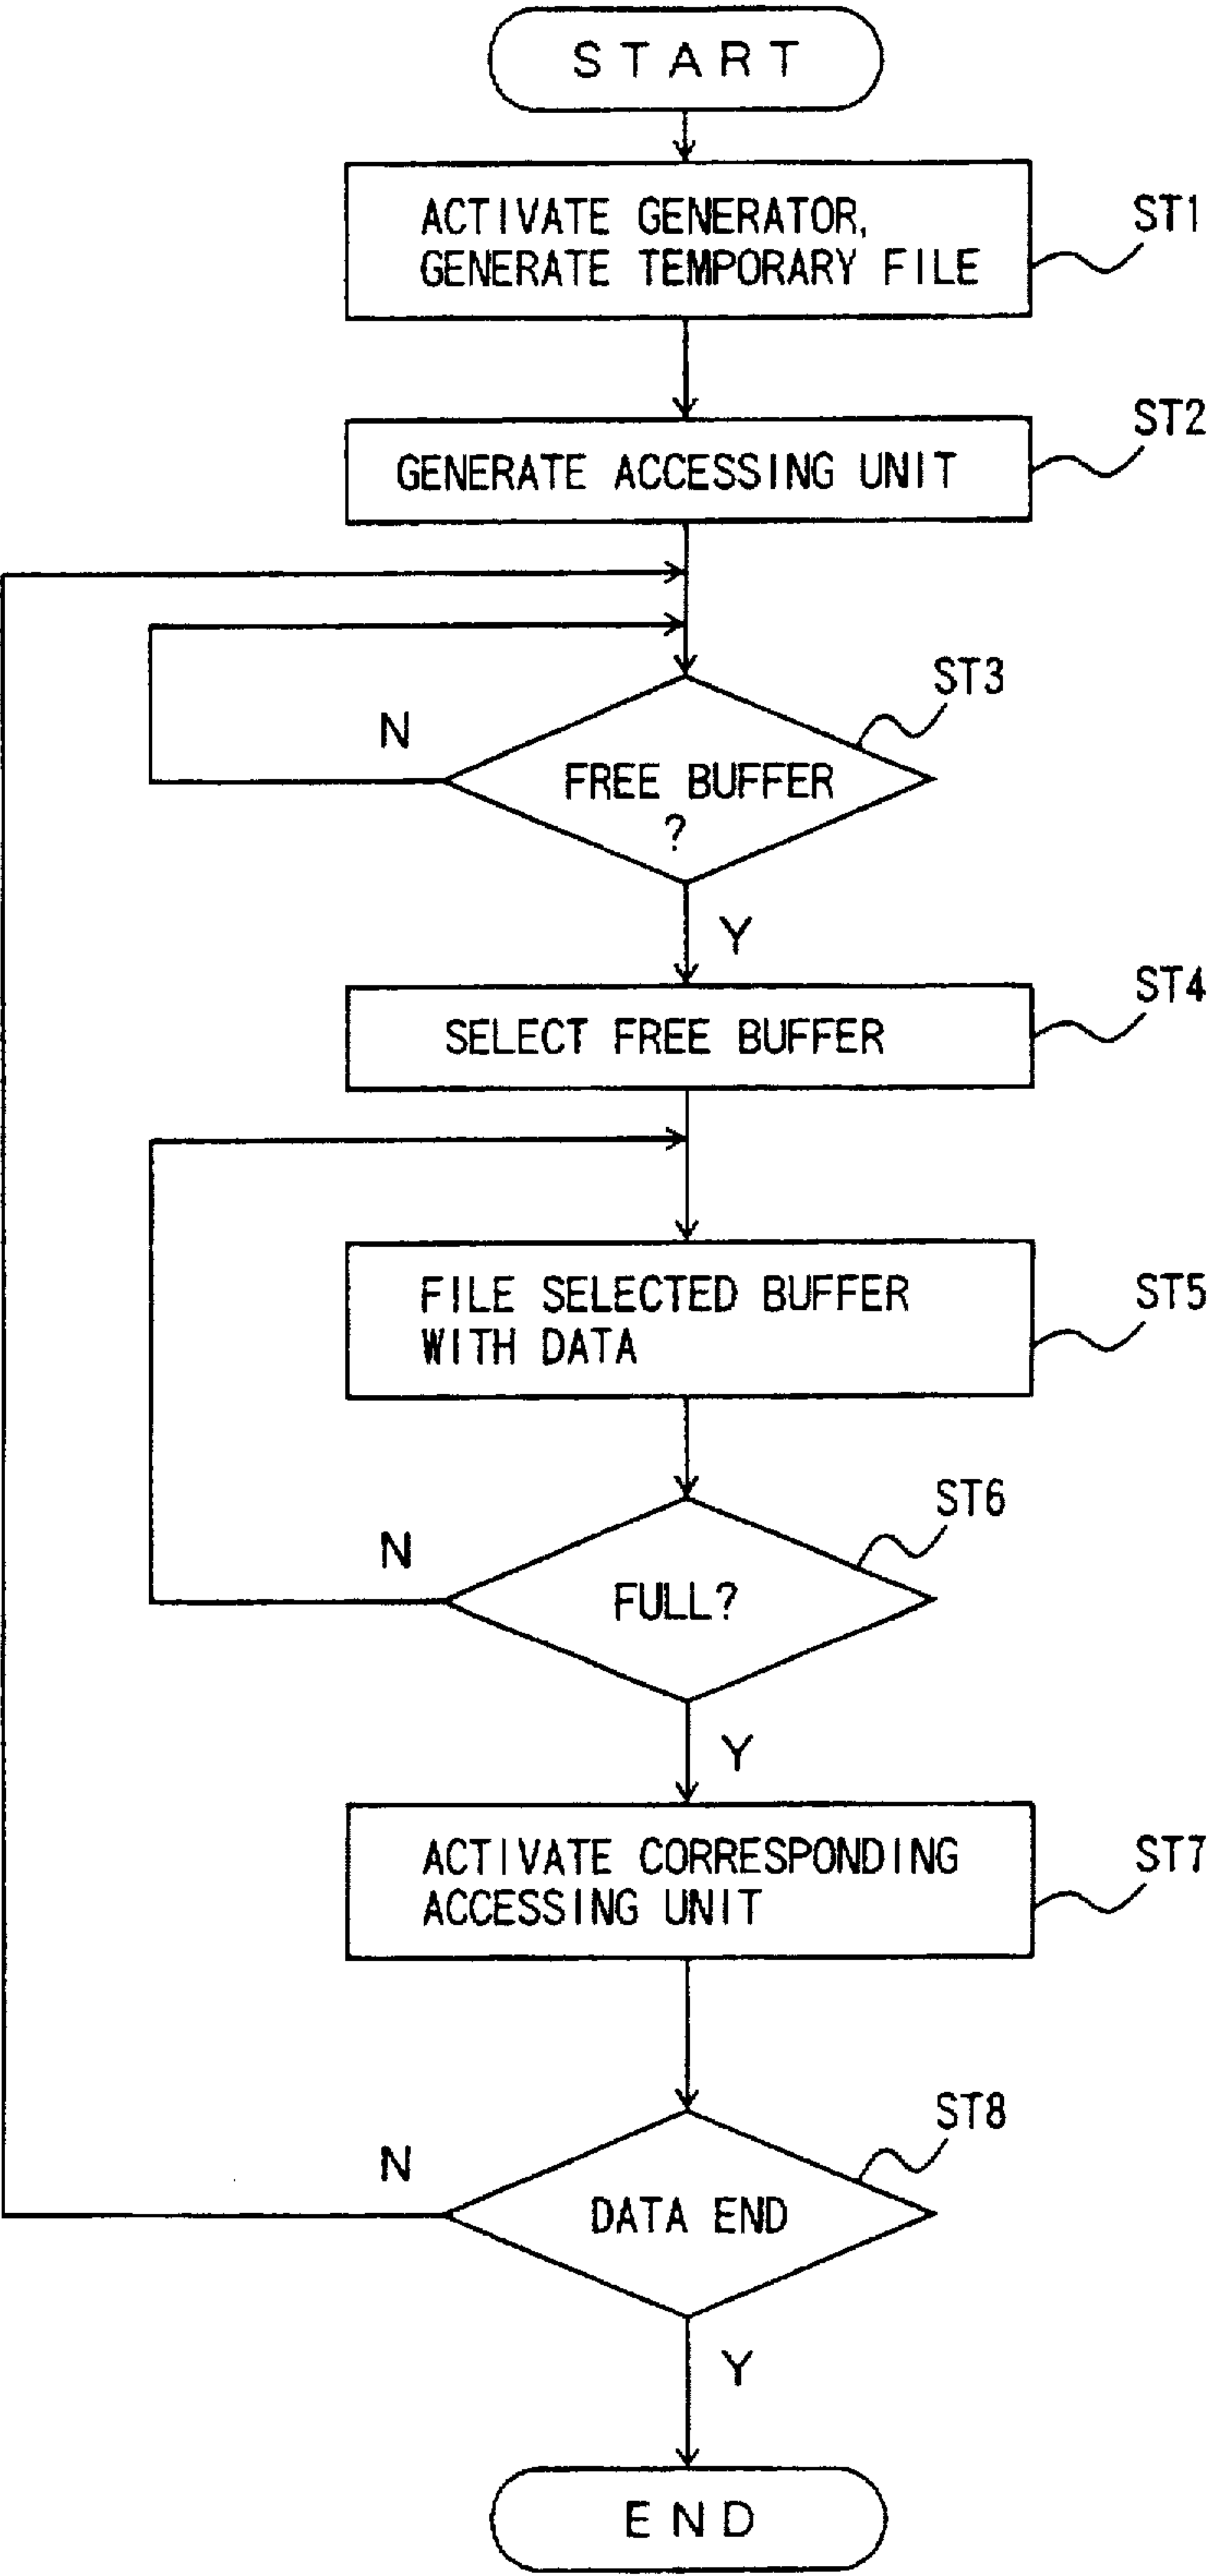 START
ACTIVATE GENERATOR,
GENERATE TEMPORARY FILE
ST1
GENERATE ACCESSING UNIT
ST2
FREE BUFFER
?
ST3
N
Y
SELECT FREE BUFFER
ST4
FILE SELECTED BUFFER
WITH DATA
ST5
FULL?
ST6
N
Y
ACTIVATE CORRESPONDING
ACCESSING UNIT
ST7
DATA END
ST8
N
Y
END